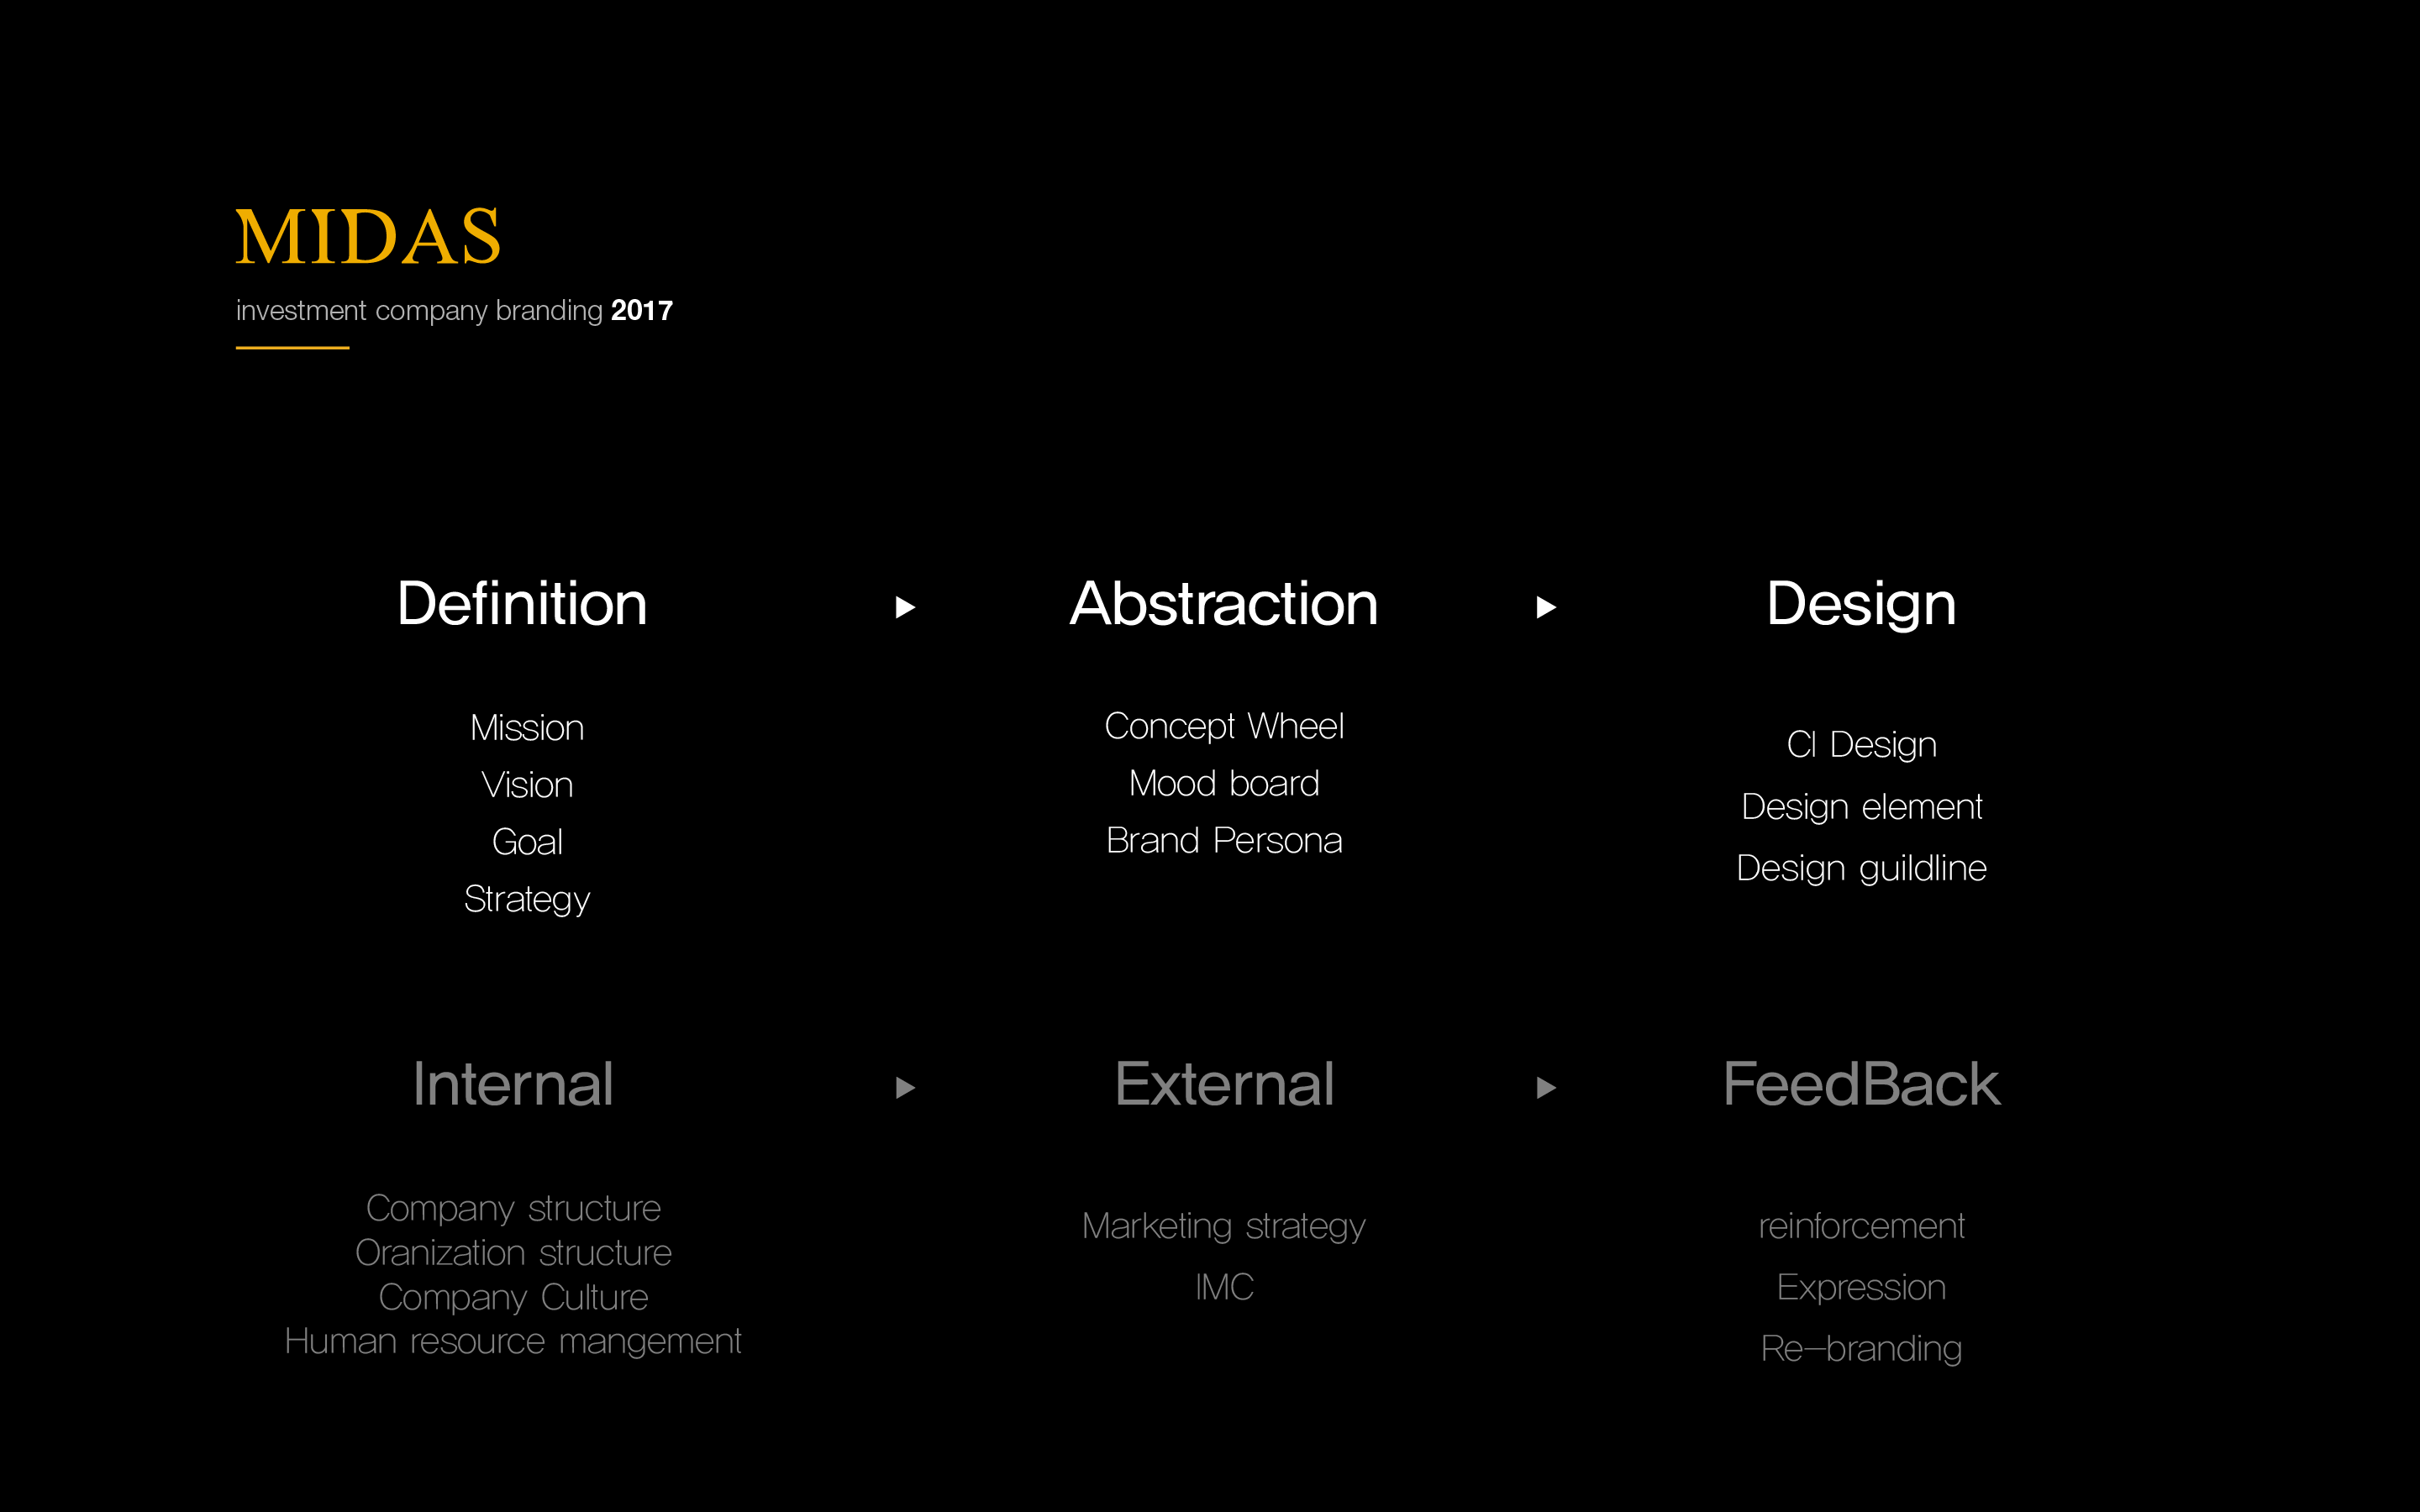 MIDAS
investment company branding 2017
Definition ▶ Abstraction ▶ Design
Mission
Vision
Goal
Strategy
Concept Wheel
Mood board
Brand Persona
CI Design
Design element
Design guildline
Internal ▶ External ▶ FeedBack
Company structure
Oranization structure
Company Culture
Human resource mangement
Marketing strategy
IMC
reinforcement
Expression
Re-branding